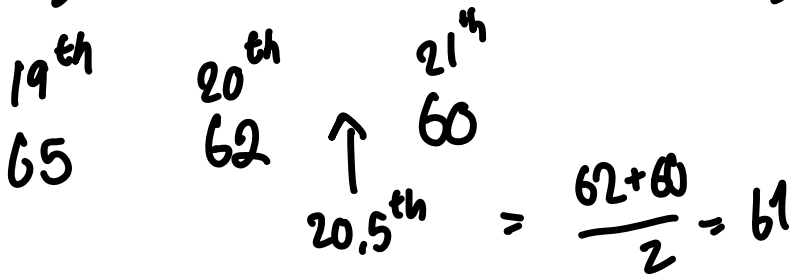 19th 20th 21th
65 62 60
20.5th = (62+60)/2 = 61